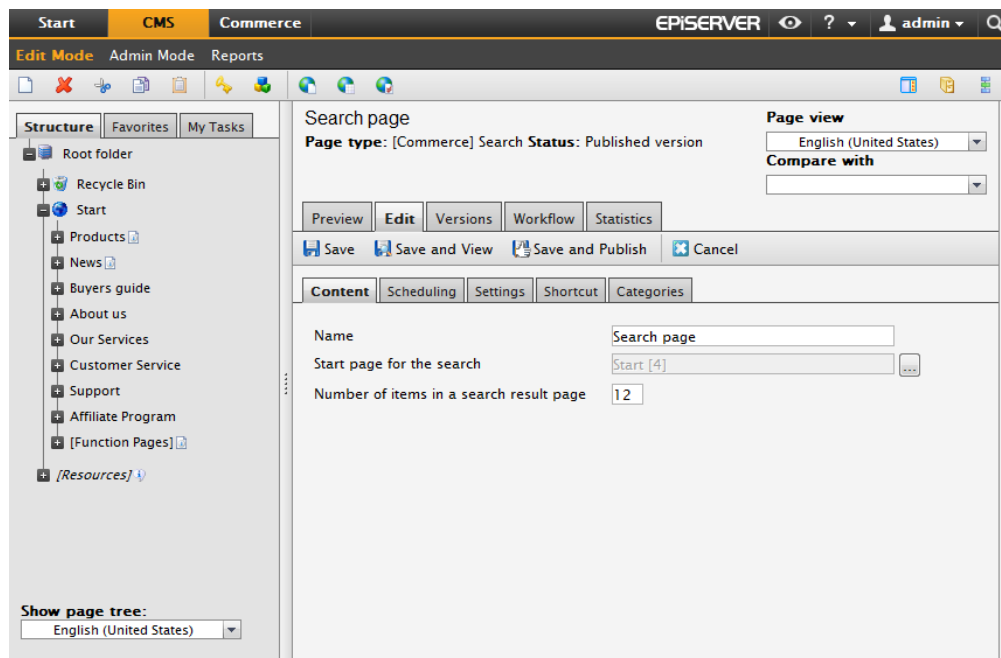 Start CMS Commerce EPiSERVER ? admin
Edit Mode Admin Mode Reports
Structure Favorites My Tasks
Root folder
Recycle Bin
Start
Products
News
Buyers guide
About us
Our Services
Customer Service
Support
Affiliate Program
[Function Pages]
[Resources]
Show page tree:
English (United States)
Search page
Page type: [Commerce] Search Status: Published version
Page view
English (United States)
Compare with
Preview Edit Versions Workflow Statistics
Save Save and View Save and Publish Cancel
Content Scheduling Settings Shortcut Categories
Name Search page
Start page for the search Start [4] ...
Number of items in a search result page 12